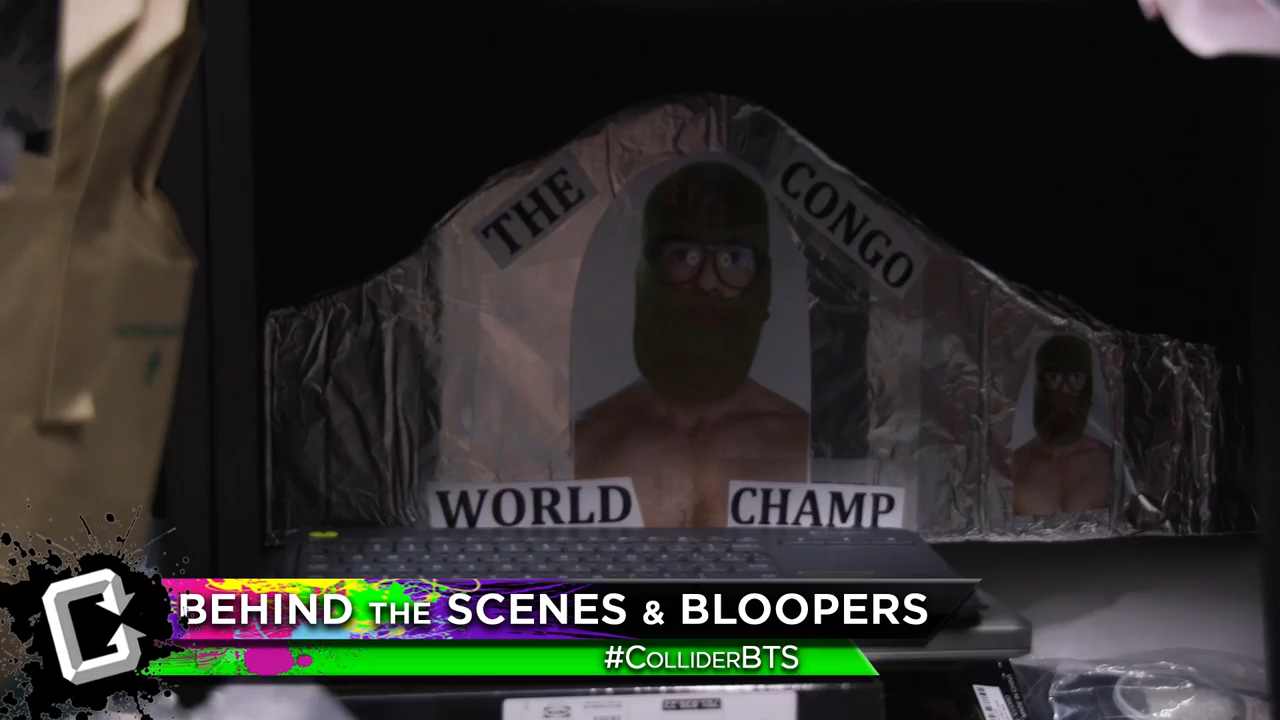 THE
CONGO
WORLD CHAMP
BEHIND THE SCENES & BLOOPERS
#COLLIDERBTS